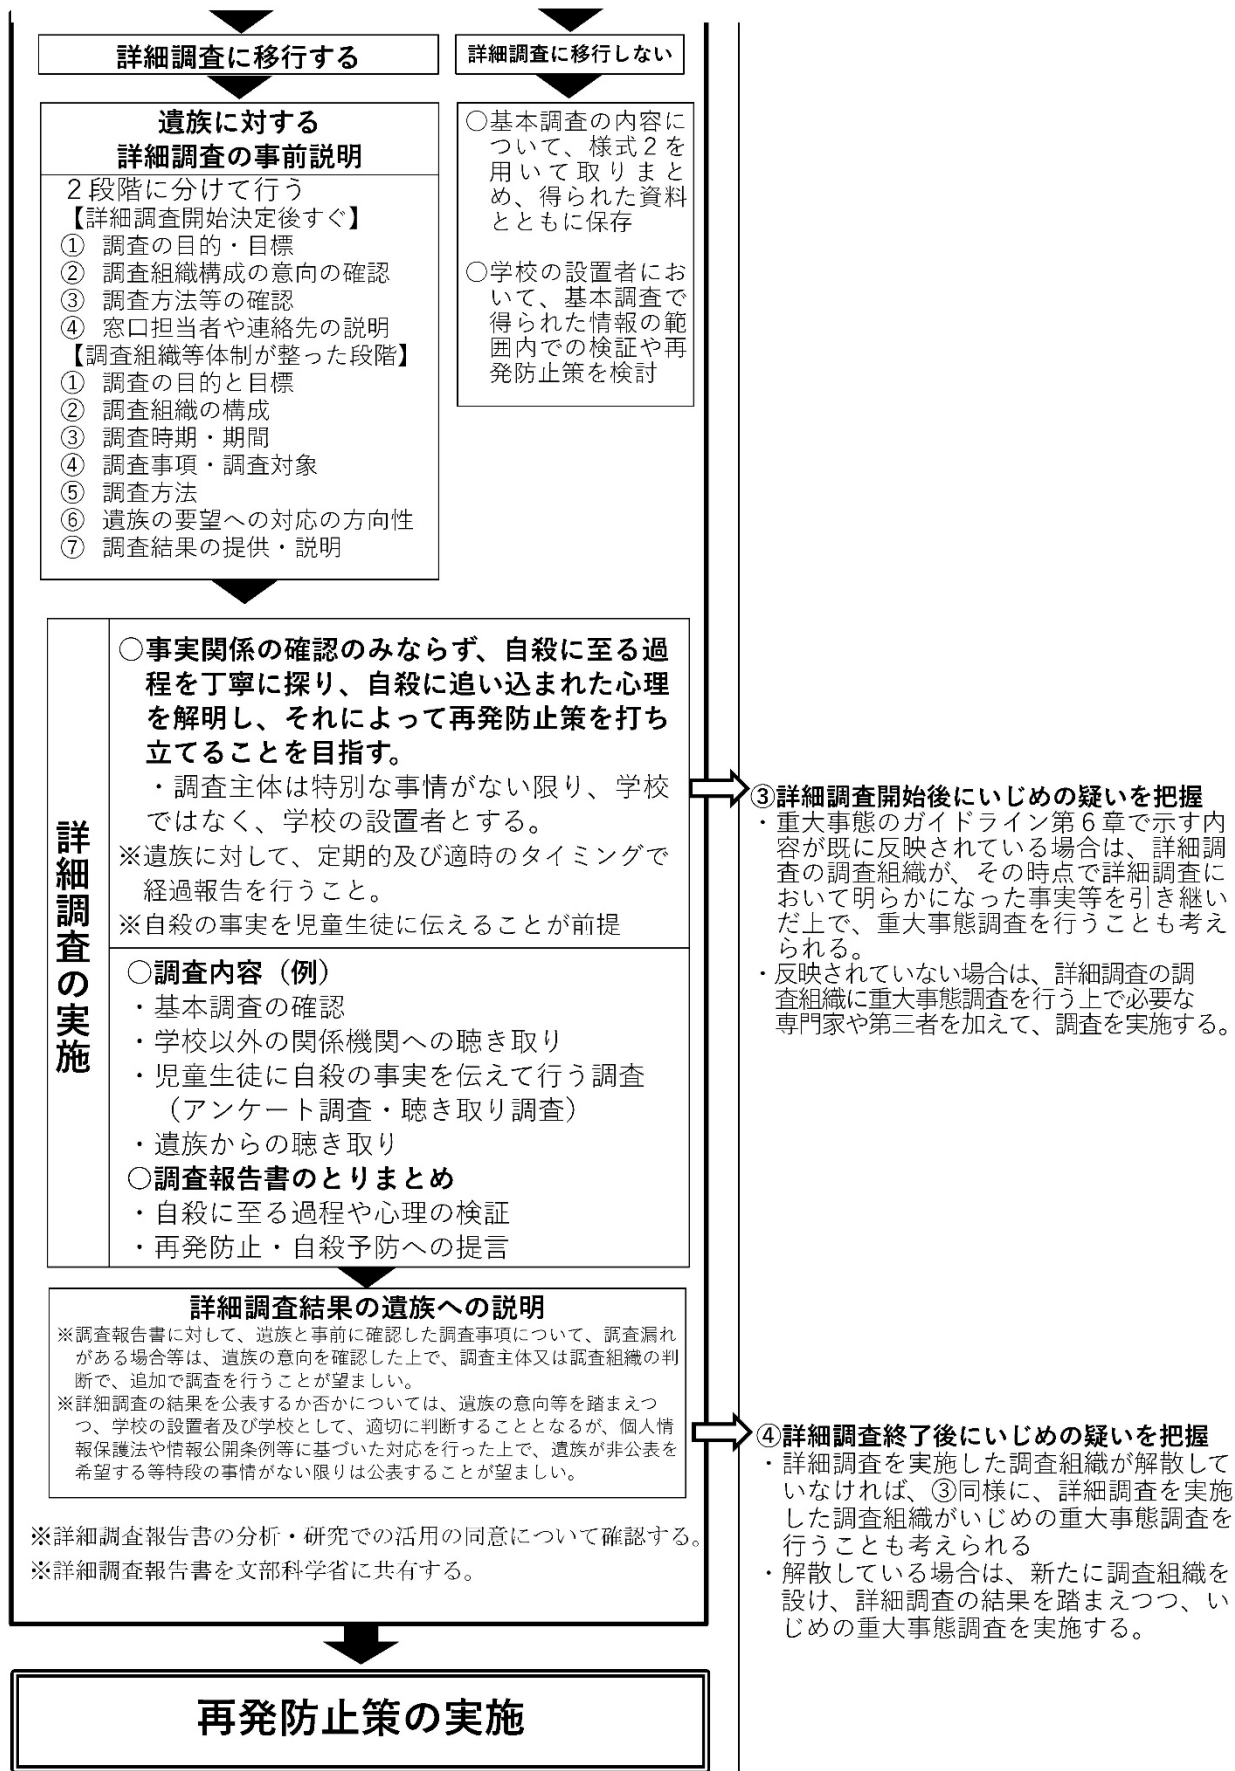 詳細調査に移行する
詳細調査に移行しない
遺族に対する
詳細調査の事前説明
２段階に分けて行う
【詳細調査開始決定後すぐ】
① 調査の目的・目標
② 調査組織構成の意向の確認
③ 調査方法等の確認
④ 窓口担当者や連絡先の説明
【調査組織等体制が整った段階】
① 調査の目的と目標
② 調査組織の構成
③ 調査時期・期間
④ 調査事項・調査対象
⑤ 調査方法
⑥ 遺族の要望への対応の方向性
⑦ 調査結果の提供・説明
○基本調査の内容に
ついて、様式２を
用いて取りまと
め、得られた資料
とともに保存
○学校の設置者にお
いて、基本調査で
得られた情報の範
囲内での検証や再
発防止策を検討
詳細調査の実施
○事実関係の確認のみならず、自殺に至る過
程を丁寧に探り、自殺に追い込まれた心理
を解明し、それによって再発防止策を打ち
立てることを目指す。
・調査主体は特別な事情がない限り、学校
ではなく、学校の設置者とする。
※遺族に対して、定期的及び適時のタイミングで
経過報告を行うこと。
※自殺の事実を児童生徒に伝えることが前提
○調査内容（例）
・基本調査の確認
・学校以外の関係機関への聴き取り
・児童生徒に自殺の事実を伝えて行う調査
（アンケート調査・聴き取り調査）
・遺族からの聴き取り
○調査報告書のとりまとめ
・自殺に至る過程や心理の検証
・再発防止・自殺予防への提言
③詳細調査開始後にいじめの疑いを把握
・重大事態のガイドライン第６章で示す内
容が既に反映されている場合は、詳細調
査の調査組織が、その時点で詳細調査に
おいて明らかになった事実等を引き継い
だ上で、重大事態調査を行うことも考え
られる。
・反映されていない場合は、詳細調査の調
査組織に重大事態調査を行う上で必要な
専門家や第三者を加えて、調査を実施する。
詳細調査結果の遺族への説明
※調査報告書に対して、遺族と事前に確認した調査事項について、調査漏れ
がある場合等は、遺族の意向を確認した上で、調査主体又は調査組織の判
断で、追加で調査を行うことが望ましい。
※詳細調査の結果を公表するか否かについては、遺族の意向等を踏まえつ
つ、学校の設置者及び学校として、適切に判断することとなるが、個人情
報保護法や情報公開条例等に基づいた対応を行った上で、遺族が非公表を
希望する等特段の事情がない限りは公表することが望ましい。
④詳細調査終了後にいじめの疑いを把握
・詳細調査を実施した調査組織が解散して
いなければ、③同様に、詳細調査を実施
した調査組織がいじめの重大事態調査を
行うことも考えられる
・解散している場合は、新たに調査組織を
設け、詳細調査の結果を踏まえつつ、い
じめの重大事態調査を実施する。
※詳細調査報告書の分析・研究での活用の同意について確認する。
※詳細調査報告書を文部科学省に共有する。
再発防止策の実施